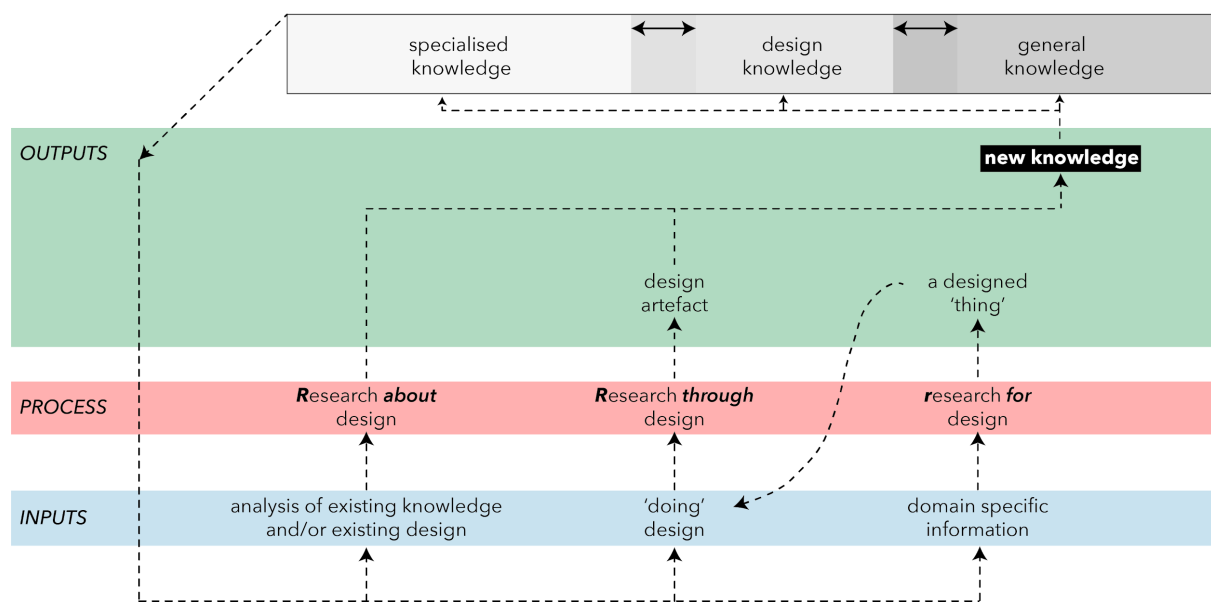 specialised
knowledge
design
knowledge
general
knowledge
OUTPUTS
new knowledge
design
artefact
a designed
‘thing’
PROCESS
Research about
design
Research through
design
research for
design
INPUTS
analysis of existing knowledge
and/or existing design
‘doing’
design
domain specific
information